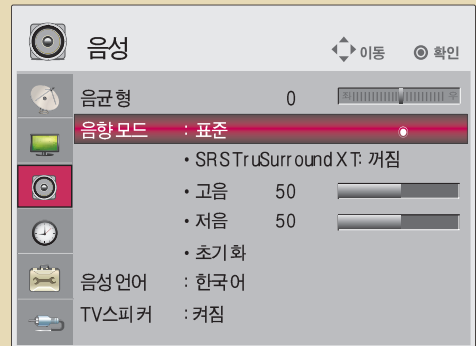 음성 이동 확인
음균형 0 좌 우
음향 모드 : 표준
• SRS TruSurround XT: 꺼짐
• 고음 50
• 저음 50
• 초기화
음성 언어 : 한국어
TV스피커 : 켜짐